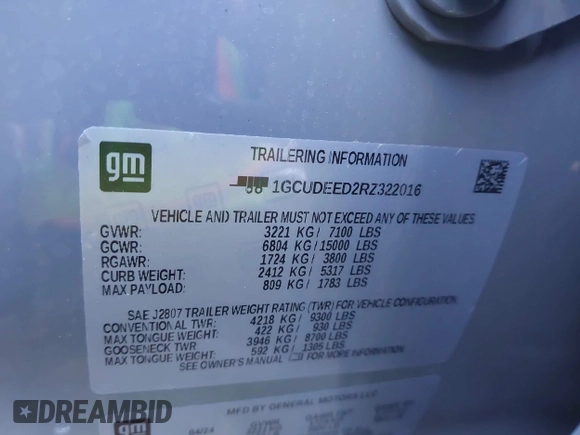 gm
TRAILERING INFORMATION
1GCUDEED2RZ322016
VEHICLE AND TRAILER MUST NOT EXCEED ANY OF THESE VALUES
GVWR: 3221 KG/ 7100 LBS
GCWR: 6804 KG/15000 LBS
RGAWR: 1724 KG/ 3800 LBS
CURB WEIGHT: 2412 KG/ 5317 LBS
MAX PAYLOAD: 809 KG/ 1783 LBS
SAE J2807 TRAILER WEIGHT RATING (TWR) FOR VEHICLE CONFIGURATION
CONVENTIONAL TWR: 4218 KG/ 9300 LBS
MAX TONGUE WEIGHT: 422 KG/ 930 LBS
GOOSENECK TWR 3946 KG/ 8700 LBS
MAX TONGUE WEIGHT: 592 KG/ 1305 LBS
SEE OWNER'S MANUAL FOR MORE INFORMATION
gm
MFD BY GENERAL MOTORS LLC
04/24
DREAMBID